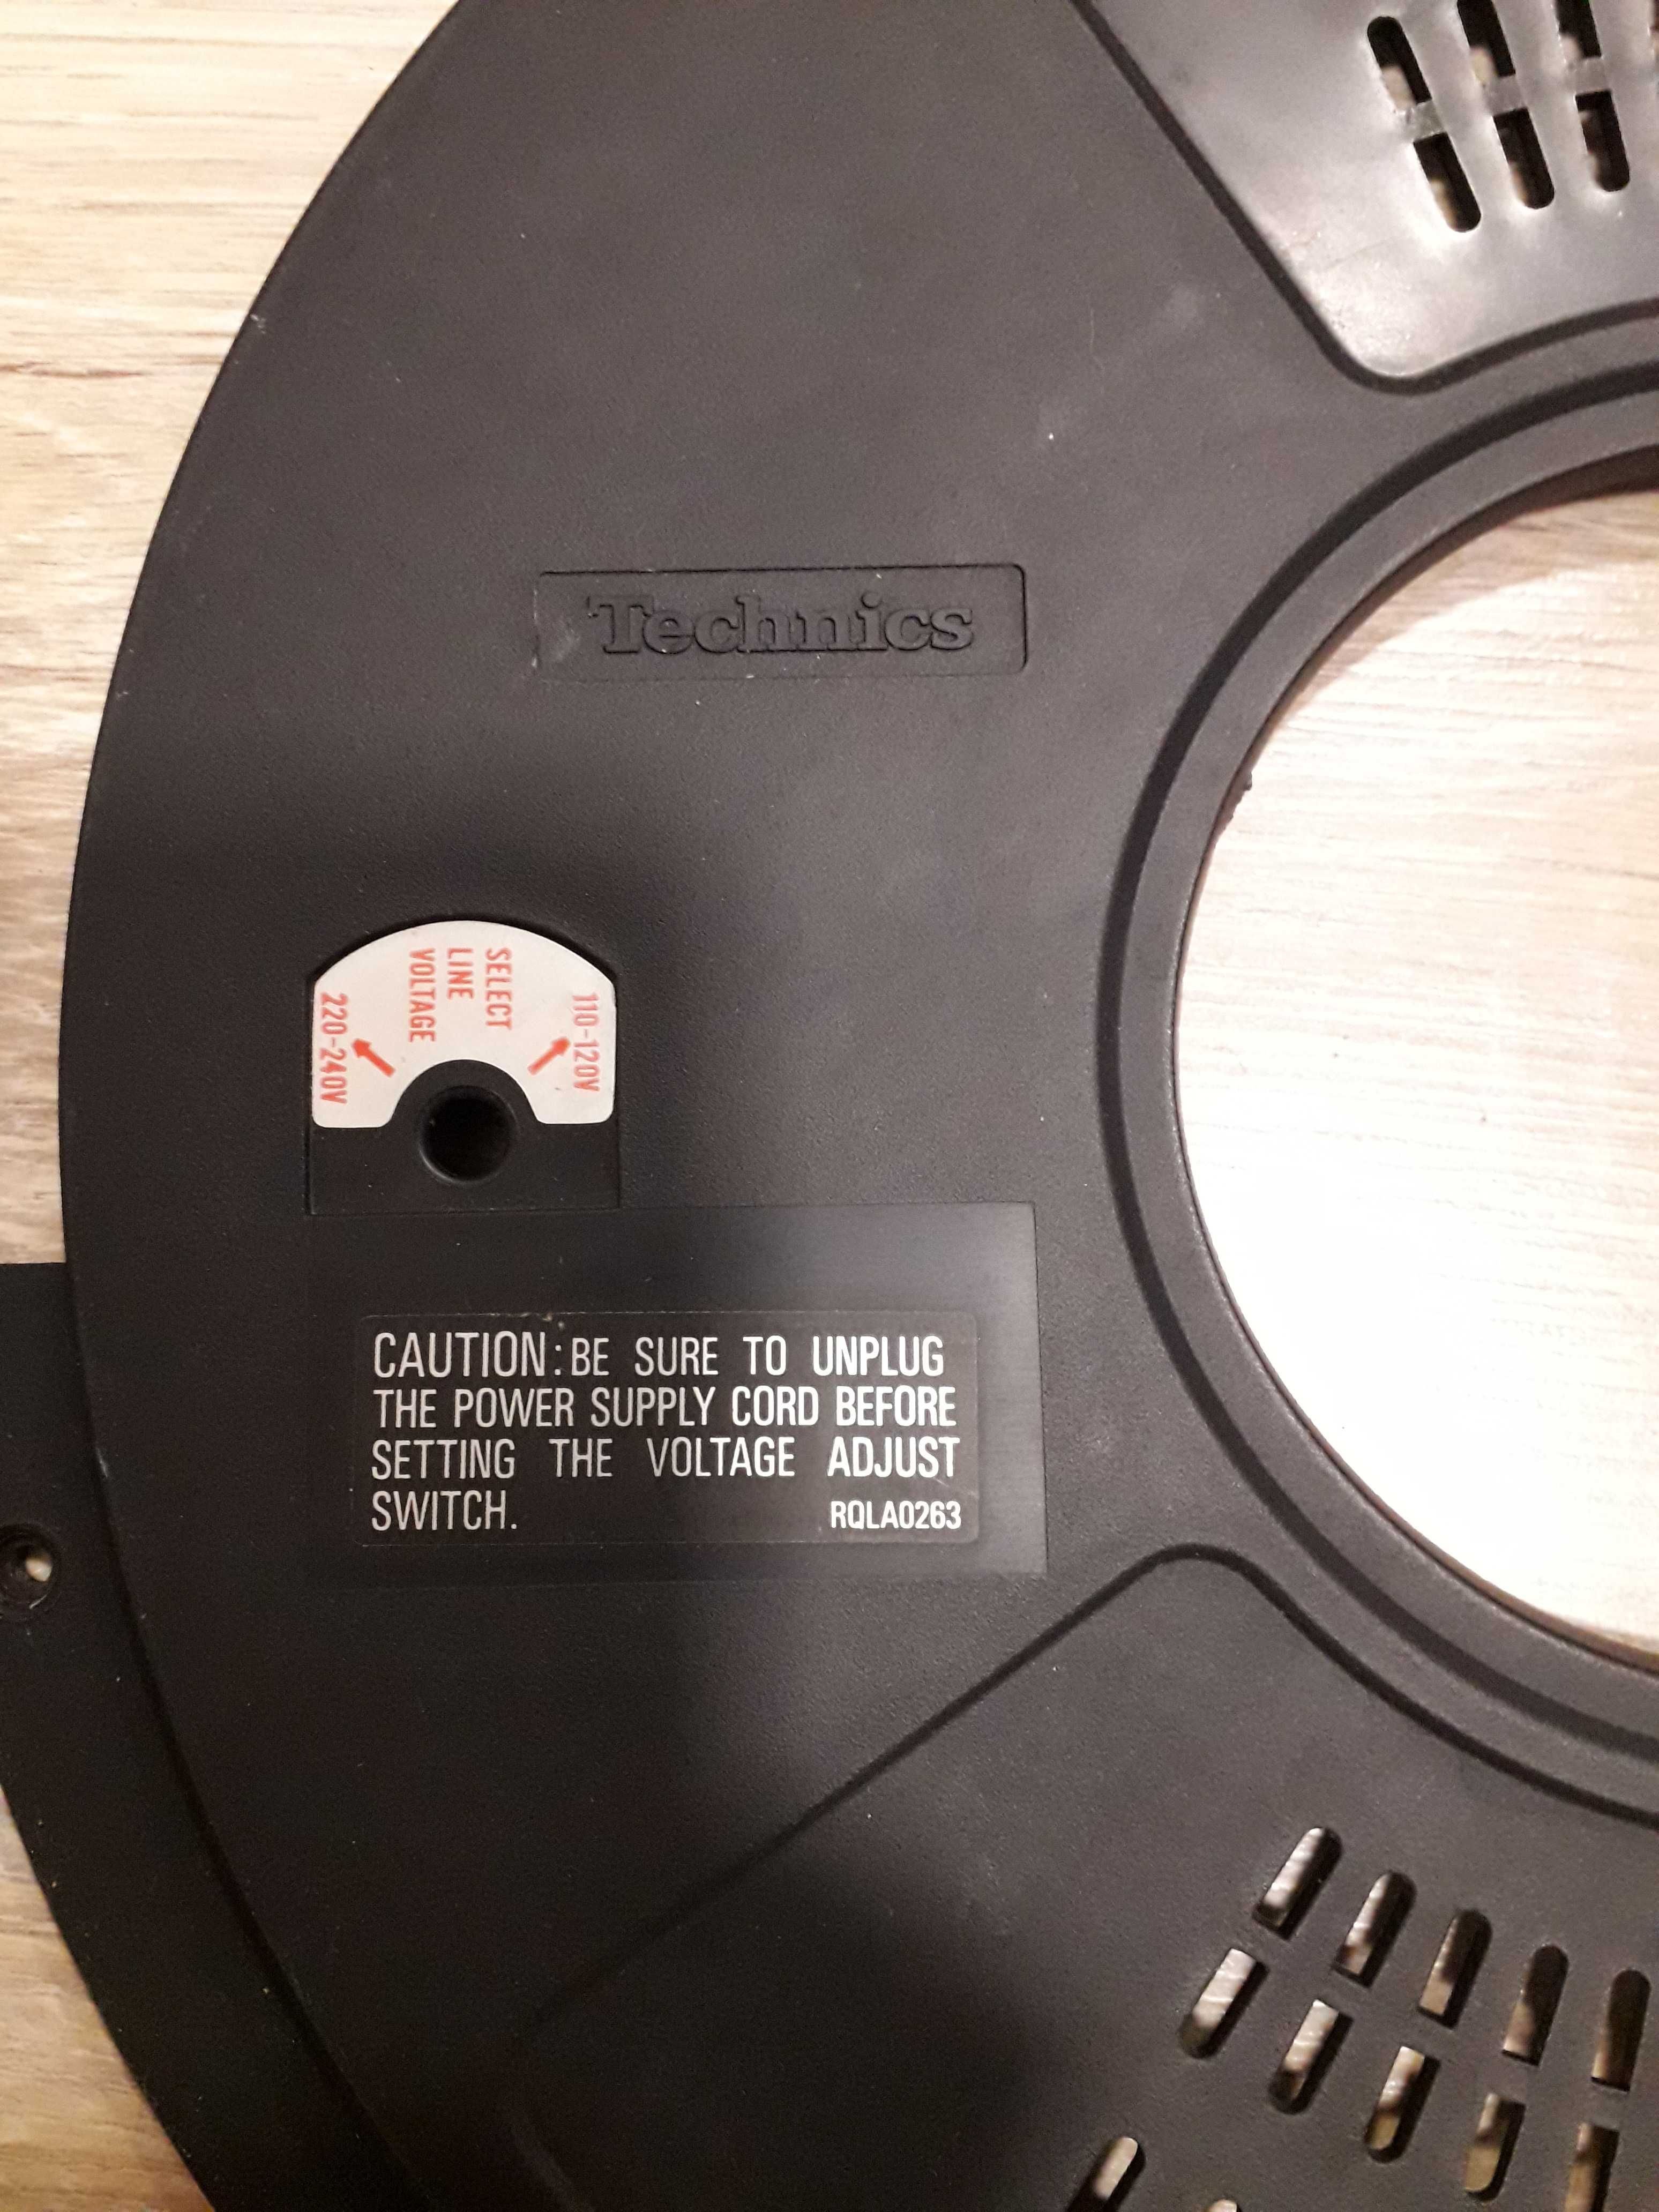 Technics
110-120V
SELECT
LINE
VOLTAGE
220-240V
CAUTION: BE SURE TO UNPLUG
THE POWER SUPPLY CORD BEFORE
SETTING THE VOLTAGE ADJUST
SWITCH. RQLA0263